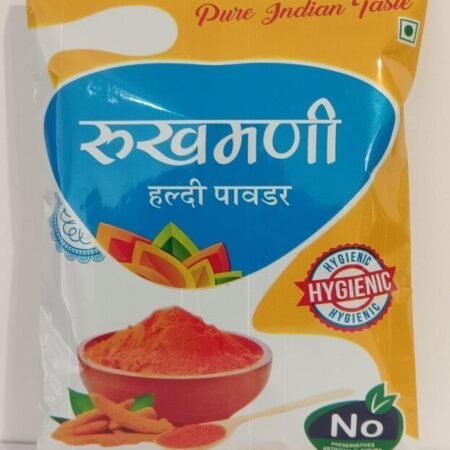 Pure Indian Taste
रुखमणी
हल्दी पावडर
HYGIENIC
HYGIENIC
HYGIENIC
No
PRESERVATIVES